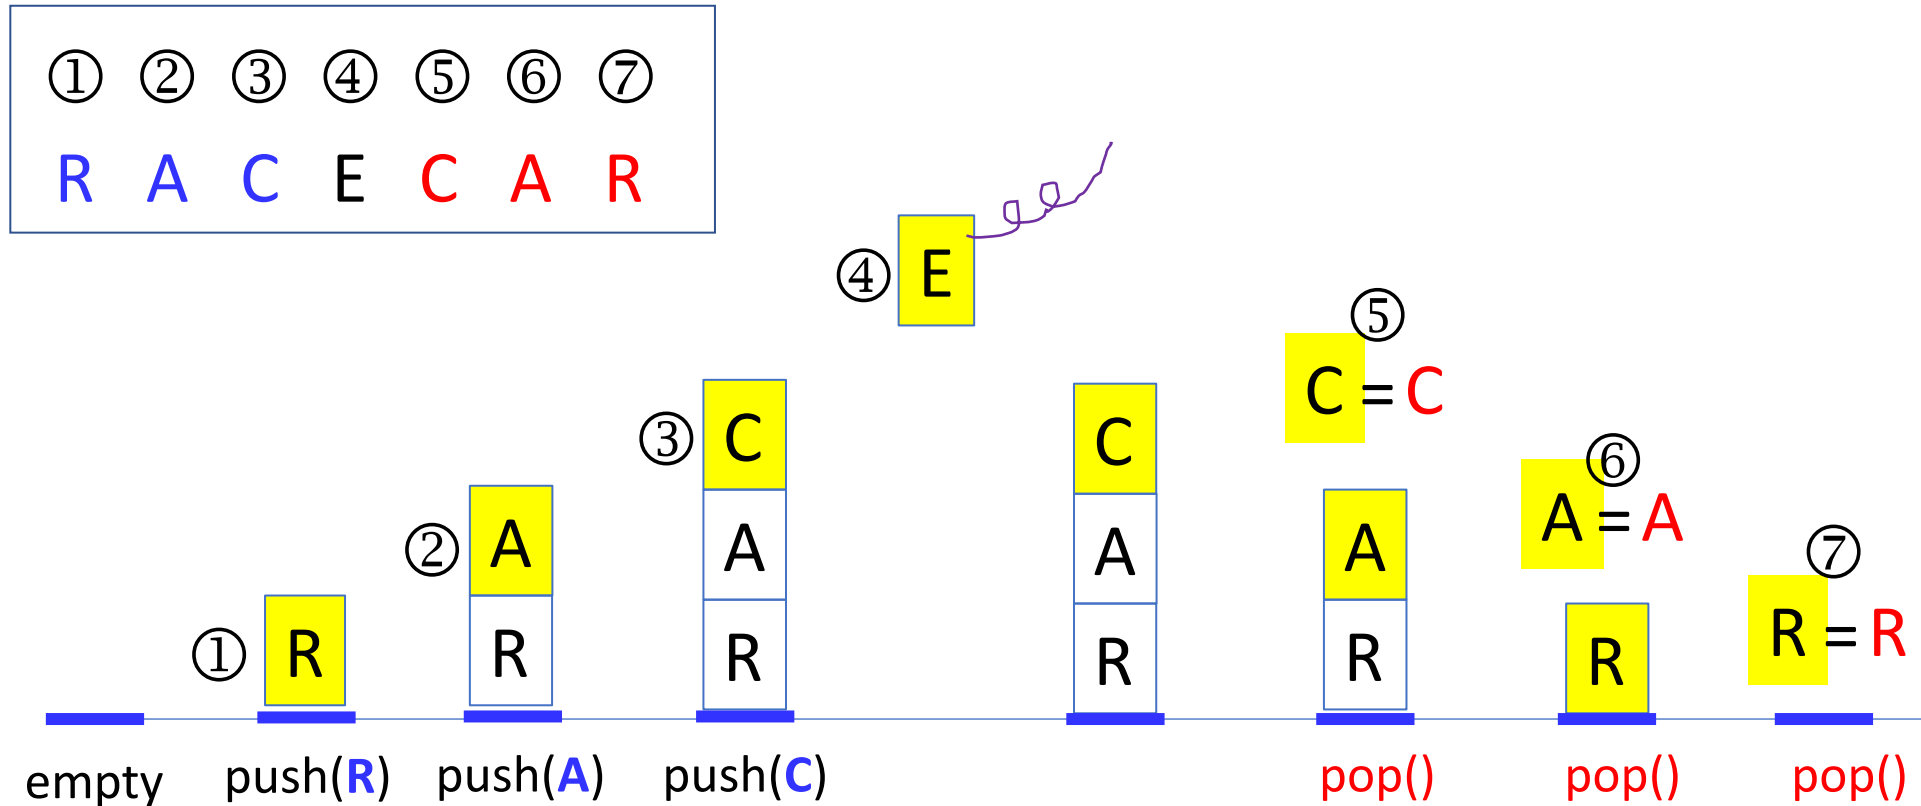 ① ② ③ ④ ⑤ ⑥ ⑦
R A C E C A R
④ E
⑤
C = C
③ C
C
⑥
A = A
② A
A
A
A
⑦
R = R
① R
R
R
R
R
R
empty push(R) push(A) push(C) pop() pop() pop()